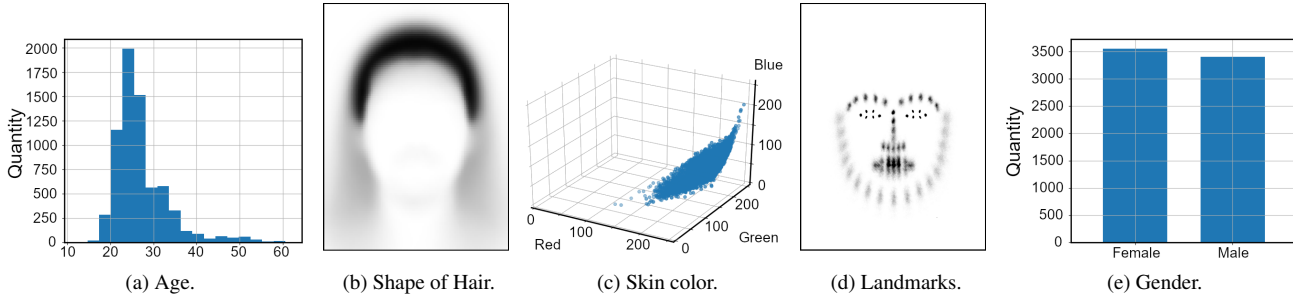 Quantity
2000
1750
1500
1250
1000
750
500
250
0
10 20 30 40 50 60
(a) Age.
(b) Shape of Hair.
Blue
200
100
0
200
100
0
Green
0
100
200
Red
(c) Skin color.
(d) Landmarks.
Quantity
3500
3000
2500
2000
1500
1000
500
0
Female Male
(e) Gender.